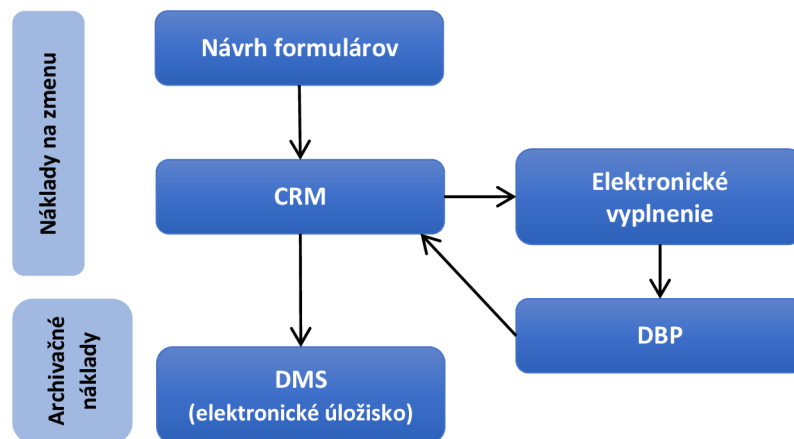 Náklady na zmenu
Návrh formulárov
CRM
Elektronické
vyplnenie
DBP
Archivačné
náklady
DMS
(elektronické úložisko)